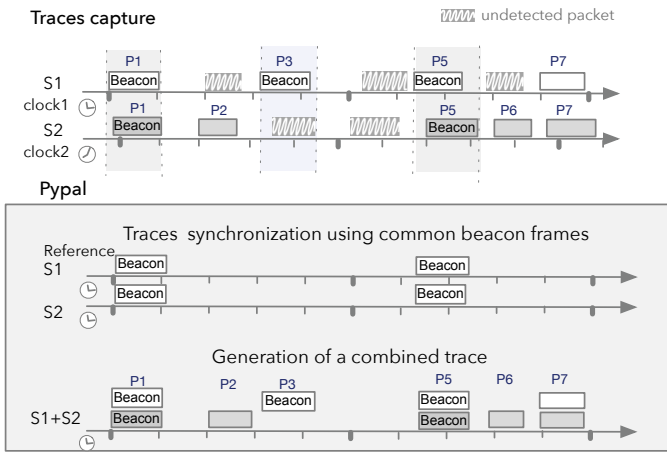 Traces capture
undetected packet
P1 P3 P5 P7
S1 Beacon Beacon Beacon
clock1
P1 P2 P5 P6 P7
S2 Beacon Beacon
clock2
Pypal
Traces synchronization using common beacon frames
Reference
S1 Beacon Beacon
Beacon Beacon
S2
Generation of a combined trace
P1 P2 P3 P5 P6 P7
Beacon Beacon Beacon
S1+S2 Beacon Beacon